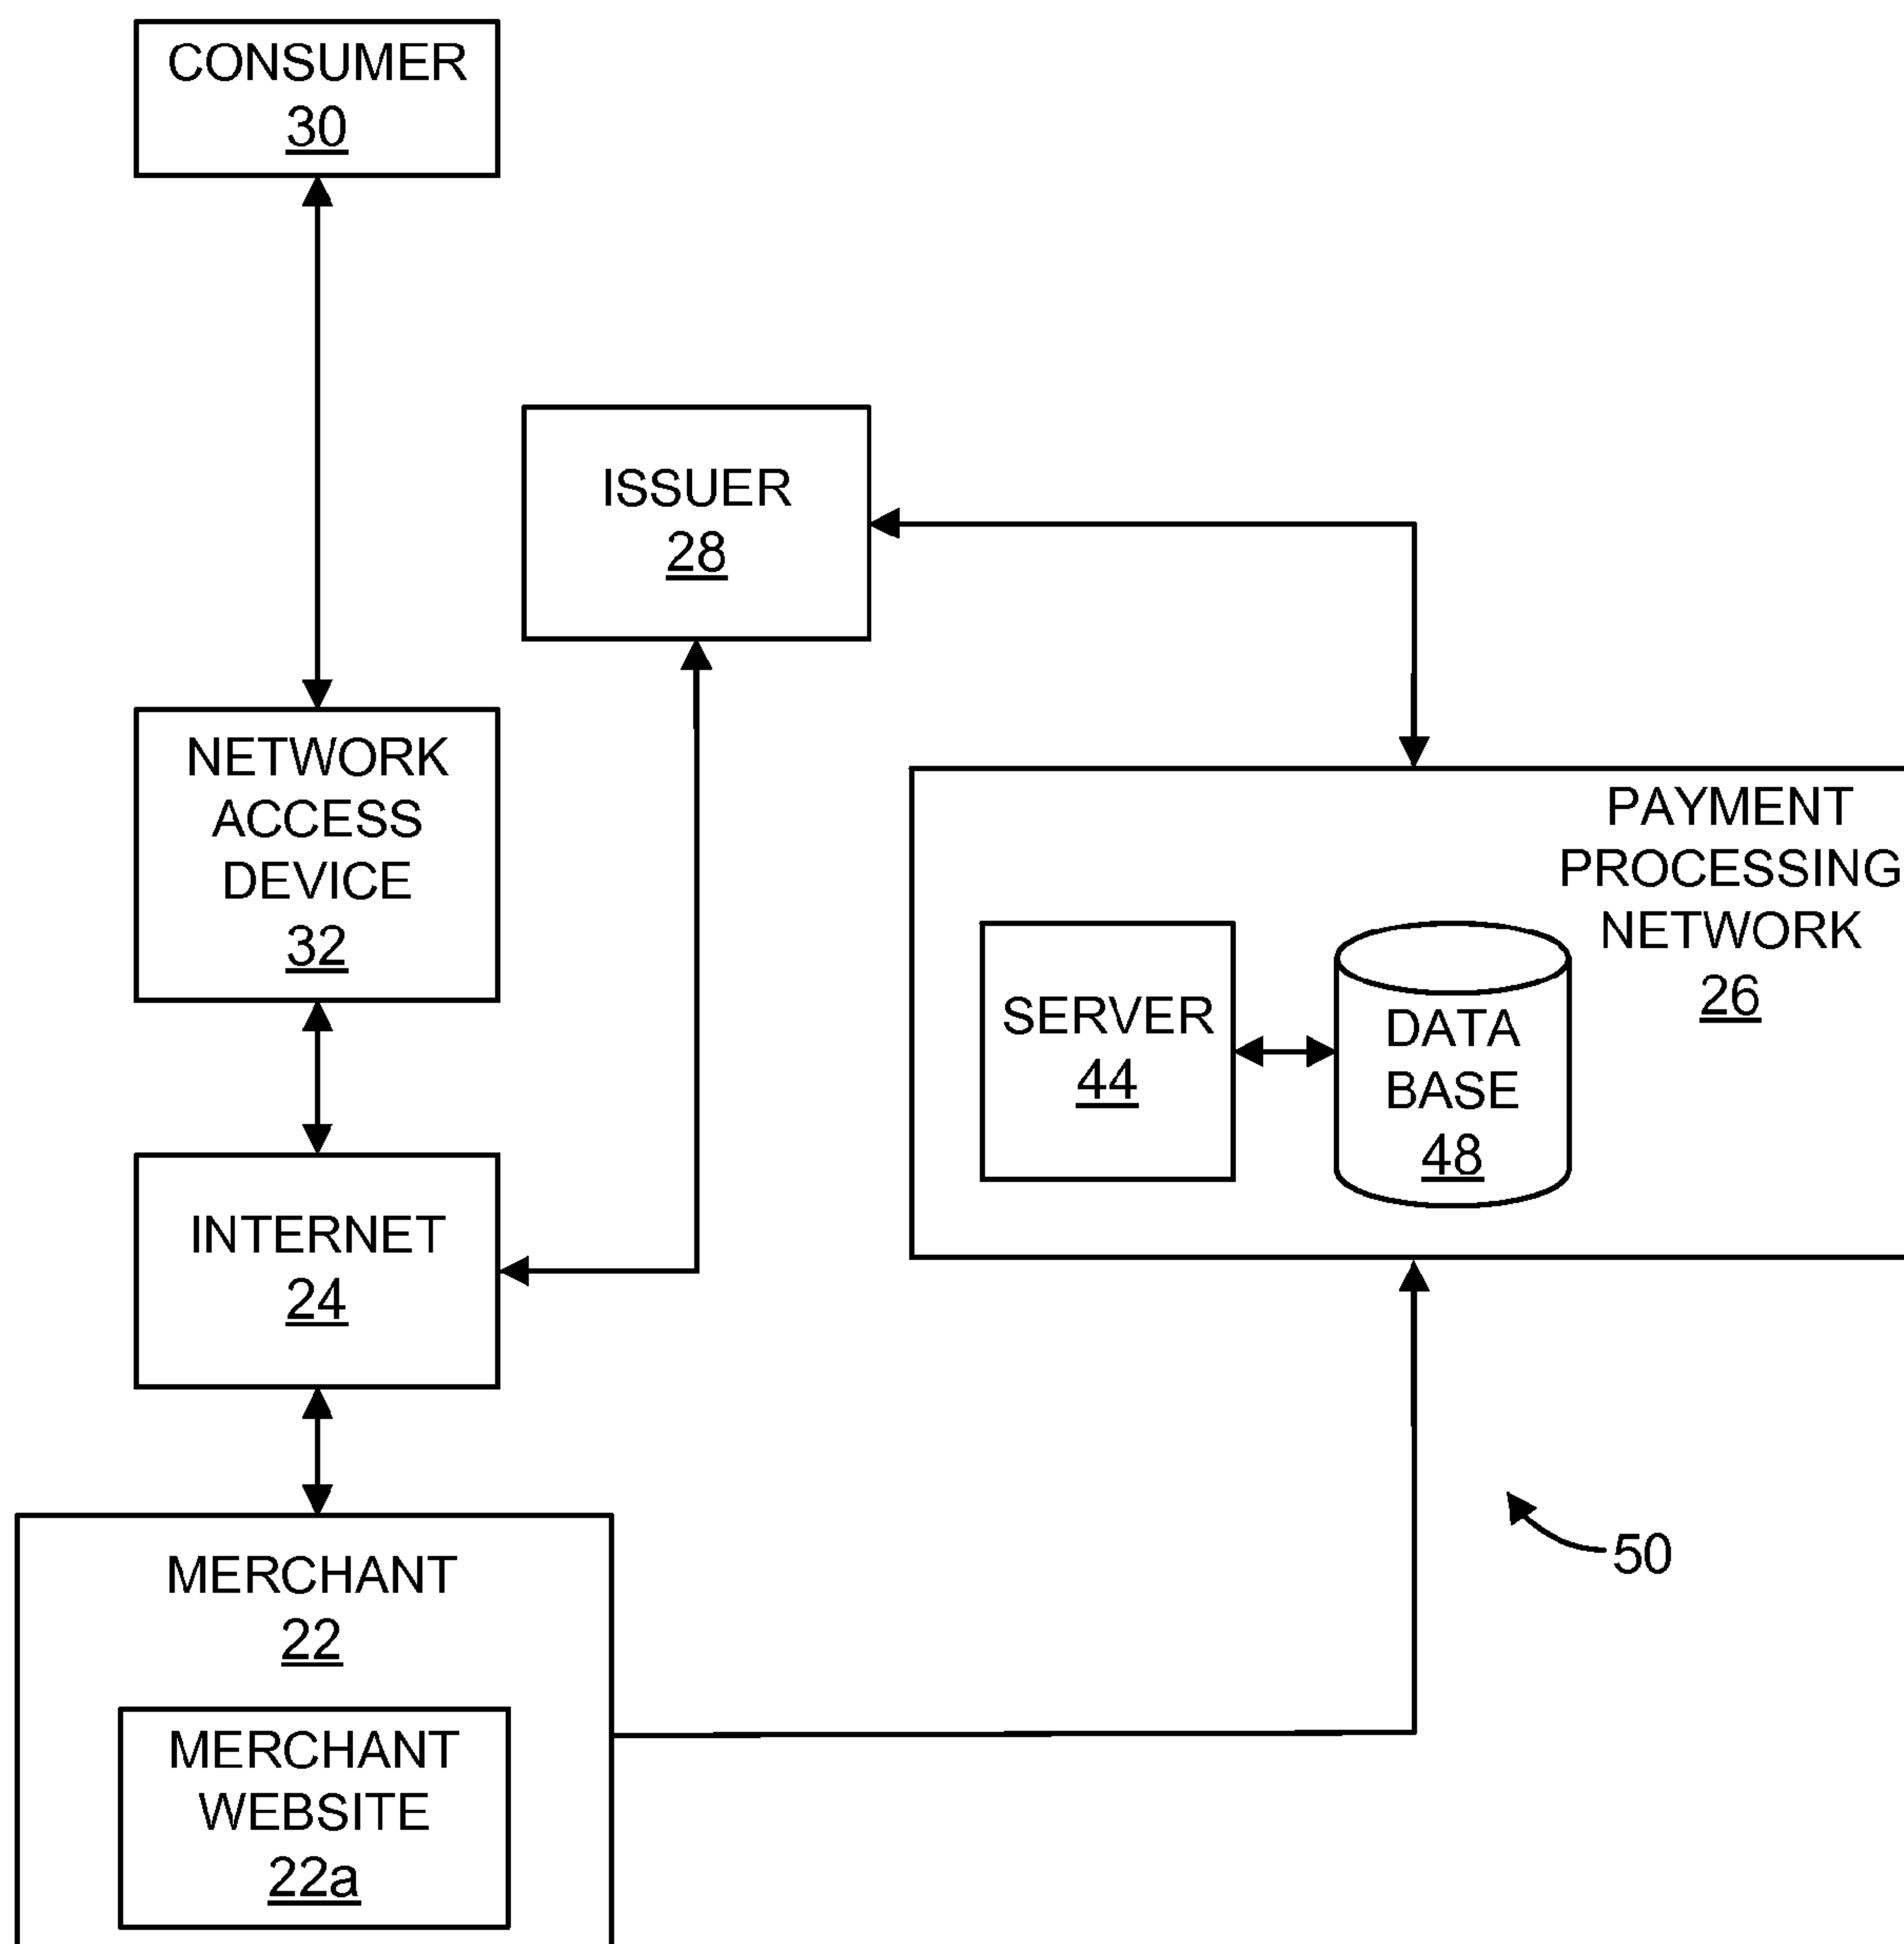 CONSUMER
30
ISSUER
28
NETWORK
ACCESS
DEVICE
32
PAYMENT
PROCESSING
NETWORK
26
SERVER
44
DATA
BASE
48
INTERNET
24
50
MERCHANT
22
MERCHANT
WEBSITE
22a